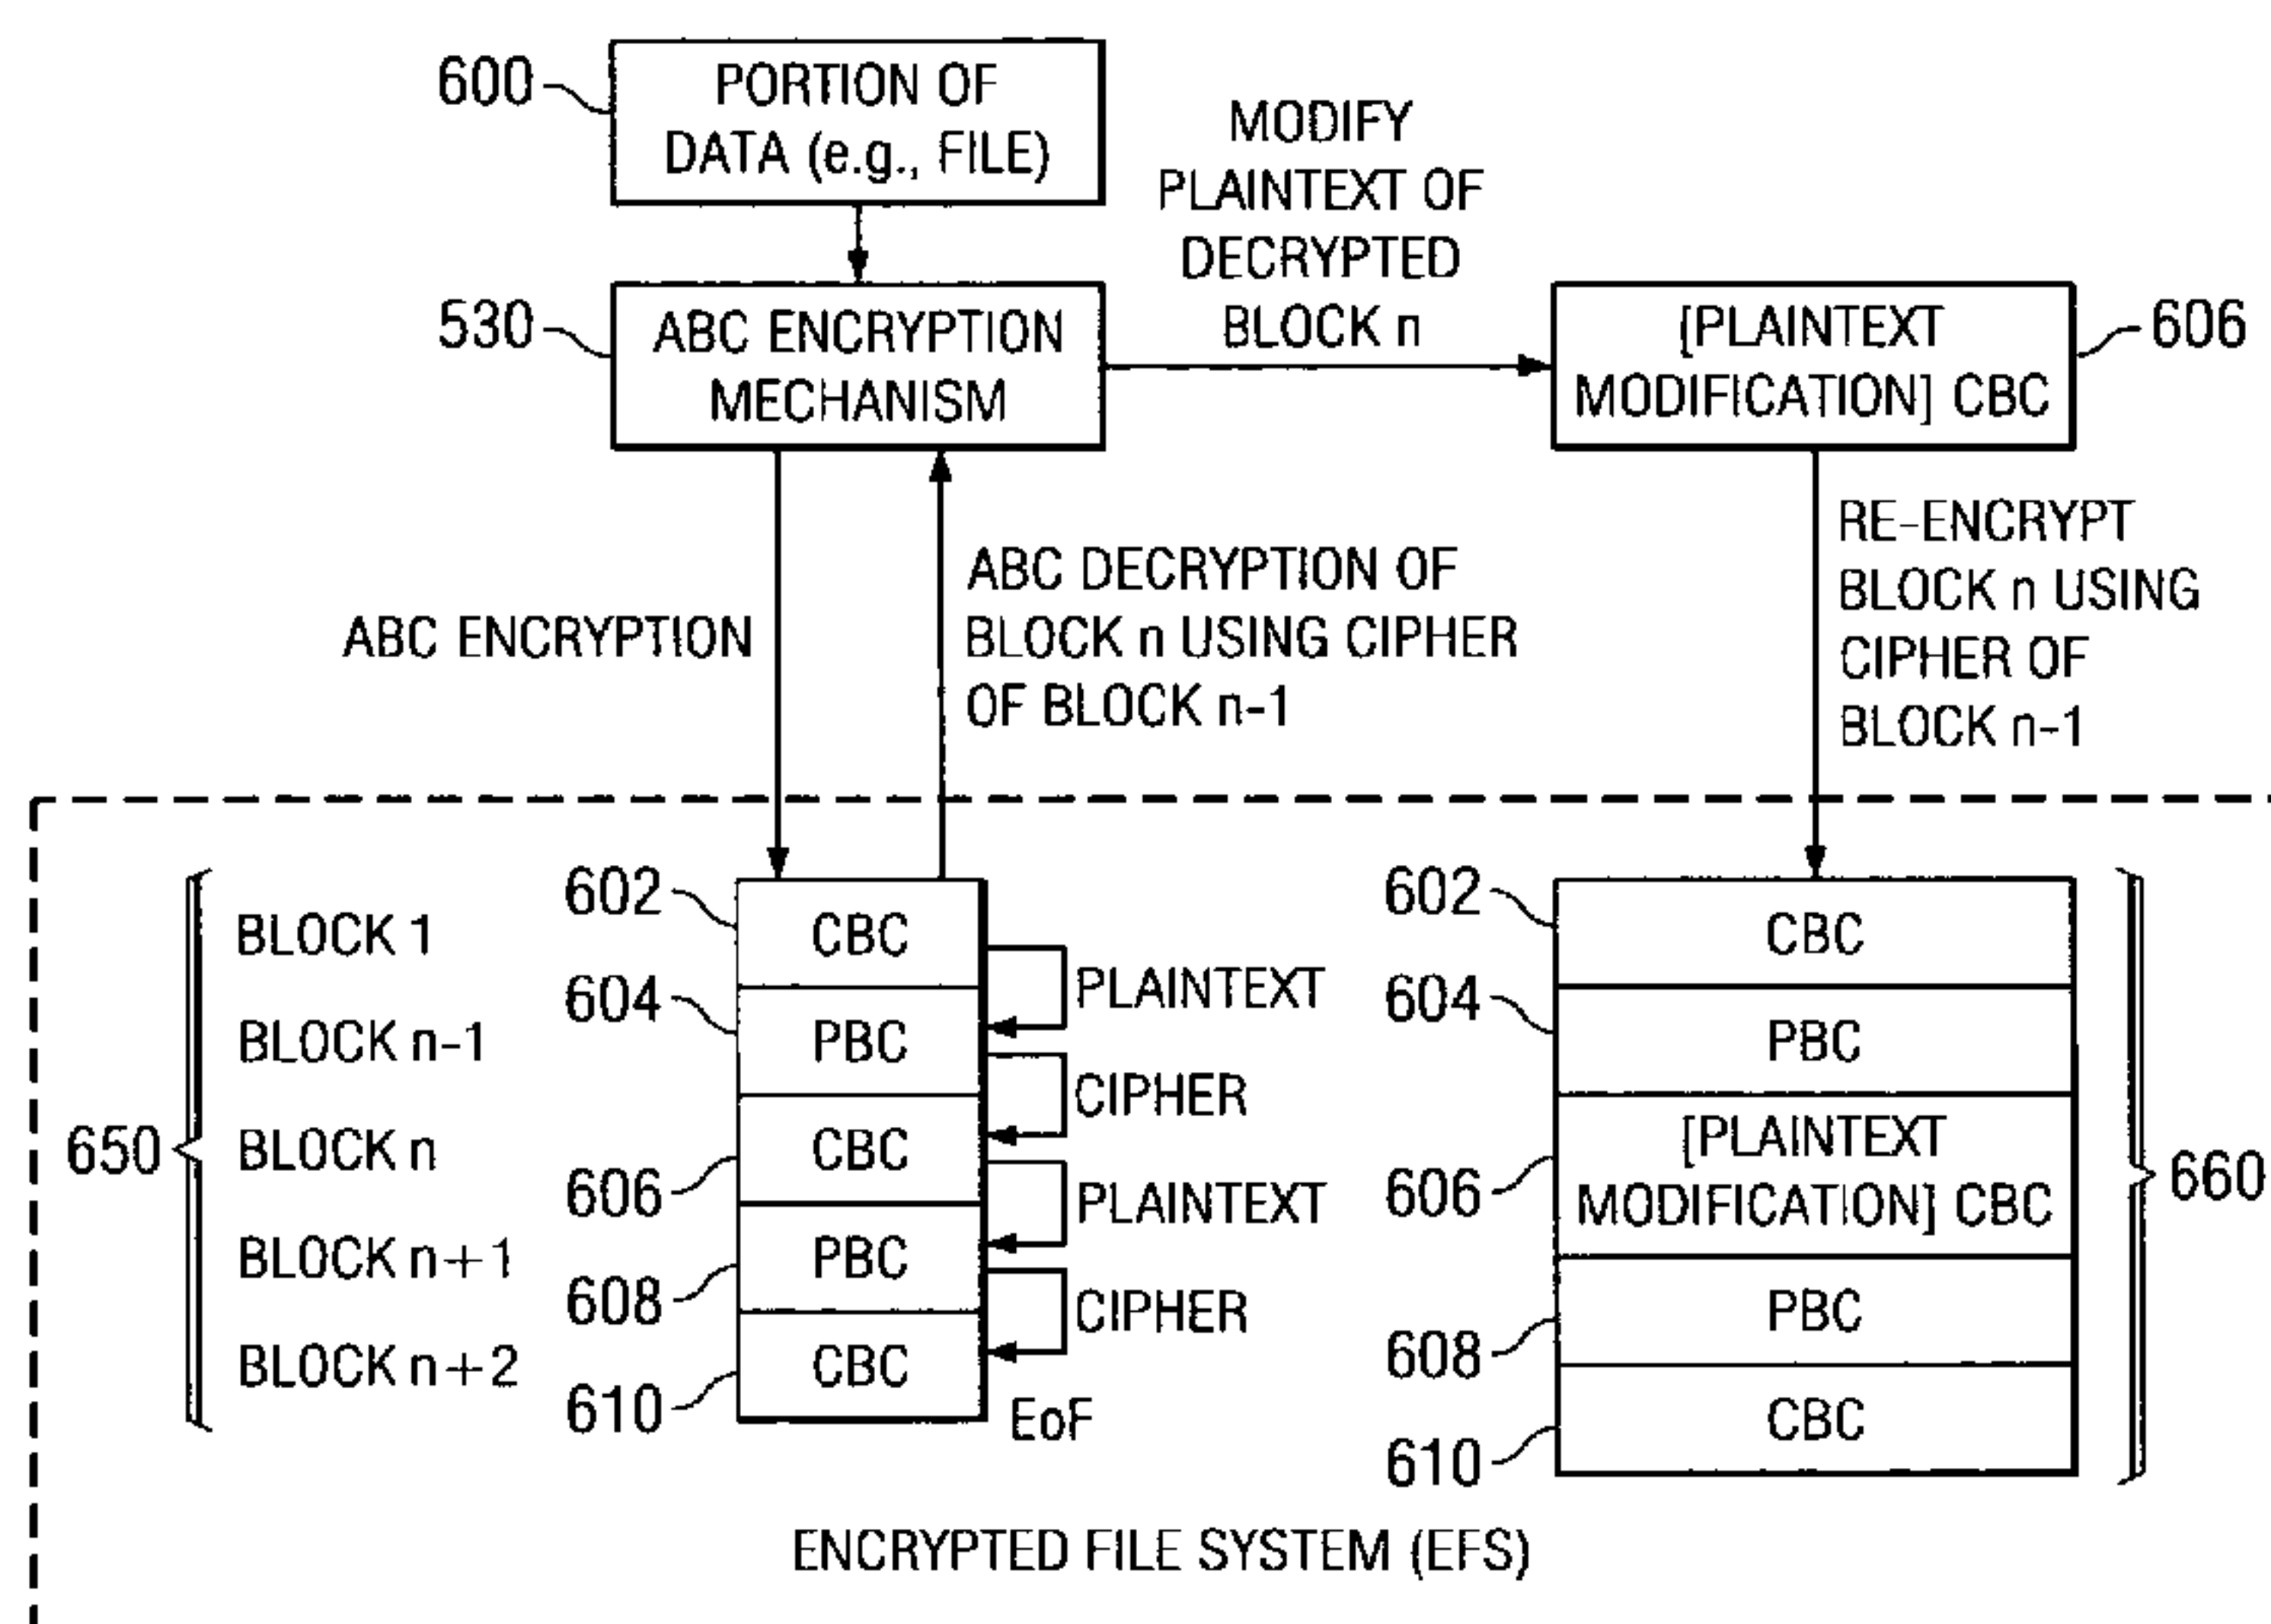 600
PORTION OF
DATA (e.g., FILE)
MODIFY
PLAINTEXT OF
DECRYPTED
BLOCK n
530
ABC ENCRYPTION
MECHANISM
[PLAINTEXT
MODIFICATION] CBC
606
ABC ENCRYPTION
ABC DECRYPTION OF
BLOCK n USING CIPHER
OF BLOCK n-1
RE-ENCRYPT
BLOCK n USING
CIPHER OF
BLOCK n-1
650
BLOCK 1
BLOCK n-1
BLOCK n
BLOCK n+1
BLOCK n+2
602
CBC
604
PBC
606
CBC
608
PBC
610
CBC
PLAINTEXT
CIPHER
PLAINTEXT
CIPHER
EoF
602
CBC
604
PBC
606
[PLAINTEXT
MODIFICATION] CBC
608
PBC
610
CBC
660
ENCRYPTED FILE SYSTEM (EFS)